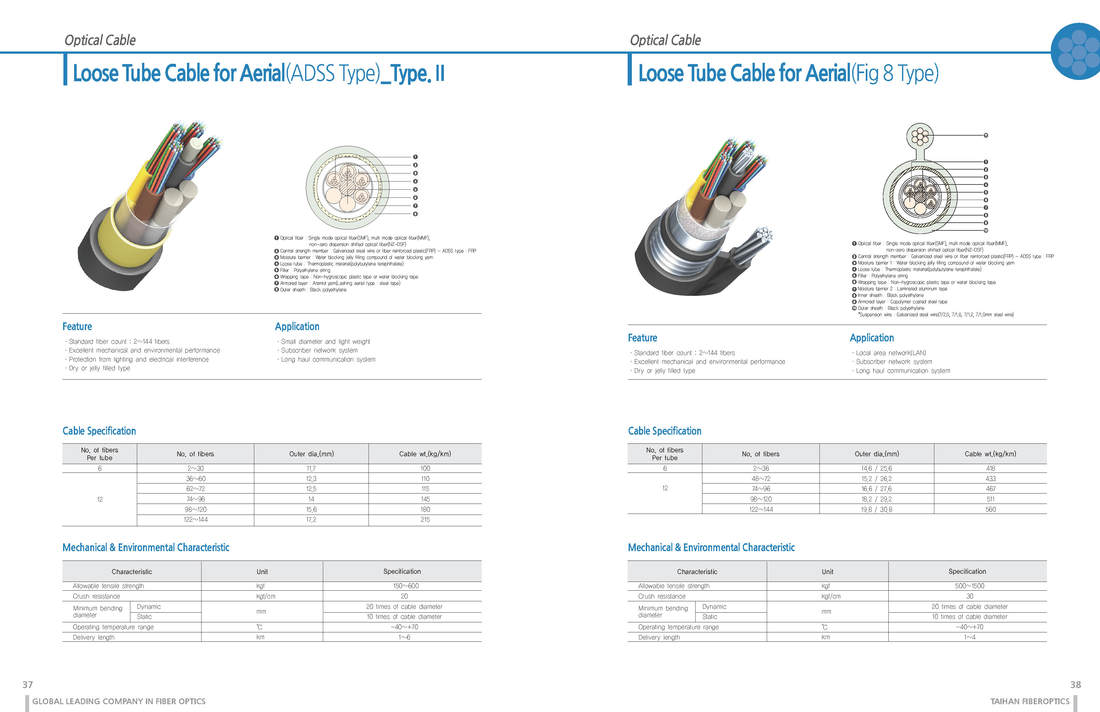 Optical Cable
Loose Tube Cable for Aerial(ADSS Type)_Type. II
❶ Optical fiber : Single mode optical fiber(SMF), multi mode optical fiber(MMF),
non-zero dispersion shifted optical fiber(NZ-DSF)
❷ Central strength member : Galvanized steel wire or fiber reinforced plastic(FRP) - ADSS type : FRP
❸ Moisture barrier : Water blocking jelly filling compound or water blocking yarn
❹ Loose tube : Thermoplastic material(polybutylene terephthalate)
❺ Filler : Polyethylene string
❻ Wrapping tape : Non-hygroscopic plastic tape or water blocking tape
❼ Armored layer : Aramid yarn(Lashing aerial type : steel tape)
❽ Outer sheath : Black polyethylene
Feature
· Standard fiber count : 2~144 fibers
· Excellent mechanical and environmental performance
· Protection from lighting and electrical interference
· Dry or jelly filled type
Application
· Small diameter and light weight
· Subscriber network system
· Long haul communication system
Cable Specification
No. of fibers Per tube No. of fibers Outer dia.(mm) Cable wt.(kg/km)
6 2~30 11.7 100
12 36~60 12.3 110
62~72 12.5 115
74~96 14 145
98~120 15.6 180
122~144 17.2 215
Mechanical & Environmental Characteristic
Characteristic Unit Specification
Allowable tensile strength kgf 150~600
Crush resistance kgf/cm 20
Minimum bending diameter Dynamic mm 20 times of cable diameter
Static 10 times of cable diameter
Operating temperature range ℃ -40~+70
Delivery length km 1~6
37
GLOBAL LEADING COMPANY IN FIBER OPTICS
Optical Cable
Loose Tube Cable for Aerial(Fig 8 Type)
❶ Optical fiber : Single mode optical fiber(SMF), multi mode optical fiber(MMF),
non-zero dispersion shifted optical fiber(NZ-DSF)
❷ Central strength member : Galvanized steel wire or fiber reinforced plastic(FRP) - ADSS type : FRP
❸ Moisture barrier 1 : Water blocking jelly filling compound or water blocking yarn
❹ Loose tube : Thermoplastic material(polybutylene terephthalate)
❺ Filler : Polyethylene string
❻ Wrapping tape : Non-hygroscopic plastic tape or water blocking tape
❼ Moisture barrier 2 : Laminated aluminum tape
❽ Inner sheath : Black polyethylene
❾ Armored layer : Copolymer coated steel tape
❿ Outer sheath : Black polyethylene
*Suspension wire : Galvanized steel wire(7/2.0, 7/1.6, 7/1.2, 7/1.0mm steel wire)
Feature
· Standard fiber count : 2~144 fibers
· Excellent mechanical and environmental performance
· Dry or jelly filled type
Application
· Local area network(LAN)
· Subscriber network system
· Long haul communication system
Cable Specification
No. of fibers Per tube No. of fibers Outer dia.(mm) Cable wt.(kg/km)
6 2~36 14.6 / 25.6 418
12 48~72 15.2 / 26.2 433
74~96 16.6 / 27.6 467
98~120 18.2 / 29.2 511
122~144 19.8 / 30.8 560
Mechanical & Environmental Characteristic
Characteristic Unit Specification
Allowable tensile strength kgf 500~1500
Crush resistance kgf/cm 30
Minimum bending diameter Dynamic mm 20 times of cable diameter
Static 10 times of cable diameter
Operating temperature range ℃ -40~+70
Delivery length km 1~4
38
TAIHAN FIBEROPTICS